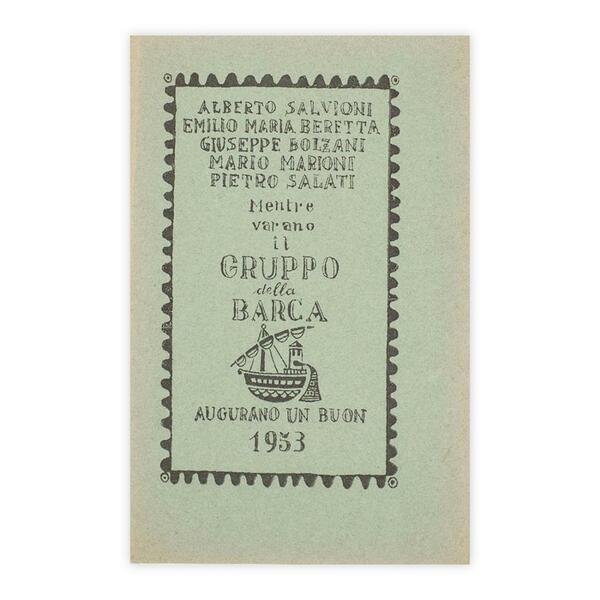 ALBERTO SALVIONI
EMILIO MARIA BERETTA
GIUSEPPE BOLZANI
MARIO MARIONI
PIETRO SALATI
Mentre
varano
il
GRUPPO
della
BARCA
AUGURANO UN BUON
1953